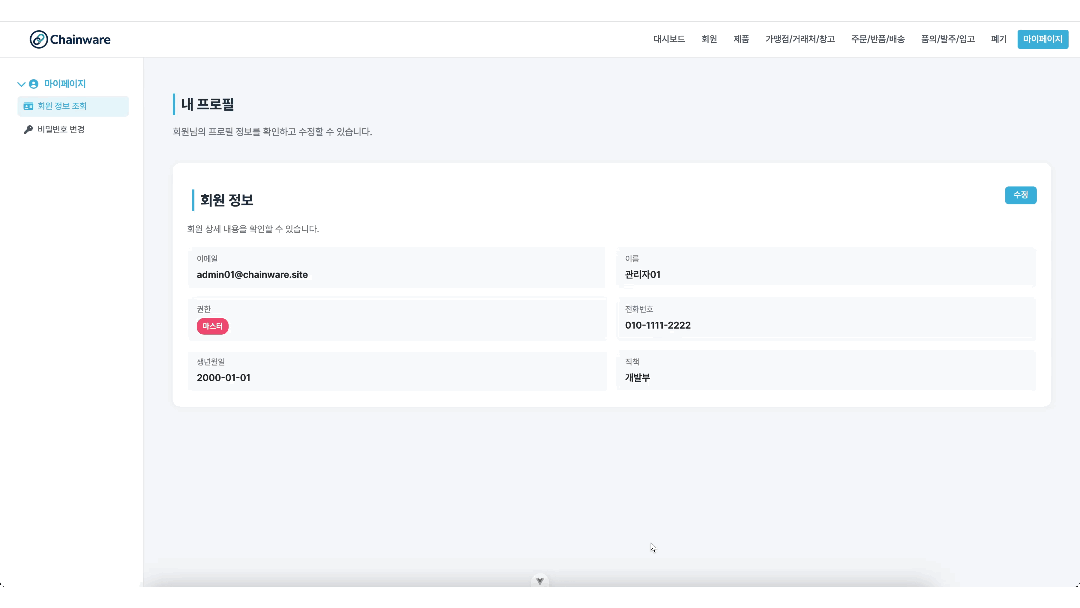 Chainware
대시보드 회원 제품 가맹점/거래처/창고 주문/반품/배송 품의/발주/입고 폐기 마이페이지
마이페이지
회원 정보 조회
비밀번호 변경
내 프로필
회원님의 프로필 정보를 확인하고 수정할 수 있습니다.
회원 정보
수정
회원 상세 내용을 확인할 수 있습니다.
이메일
admin01@chainware.site
이름
관리자01
권한
마스터
전화번호
010-1111-2222
생년월일
2000-01-01
직책
개발부